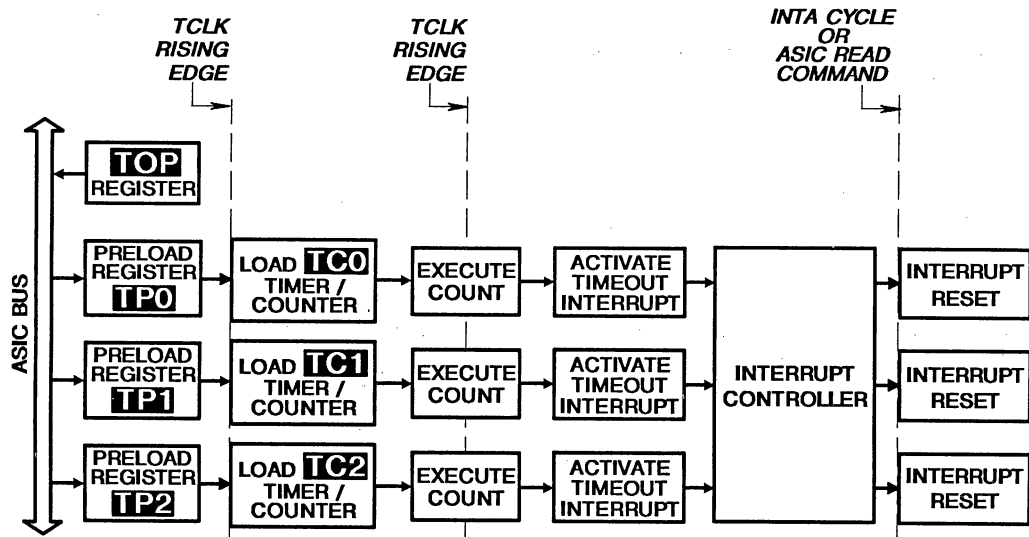 TCLK
RISING
EDGE
TCLK
RISING
EDGE
INTA CYCLE
OR
ASIC READ
COMMAND
ASIC BUS
TOP
REGISTER
PRELOAD
REGISTER
TP0
LOAD TC0
TIMER /
COUNTER
EXECUTE
COUNT
ACTIVATE
TIMEOUT
INTERRUPT
INTERRUPT
RESET
PRELOAD
REGISTER
TP1
LOAD TC1
TIMER /
COUNTER
EXECUTE
COUNT
ACTIVATE
TIMEOUT
INTERRUPT
INTERRUPT
CONTROLLER
INTERRUPT
RESET
PRELOAD
REGISTER
TP2
LOAD TC2
TIMER /
COUNTER
EXECUTE
COUNT
ACTIVATE
TIMEOUT
INTERRUPT
INTERRUPT
RESET